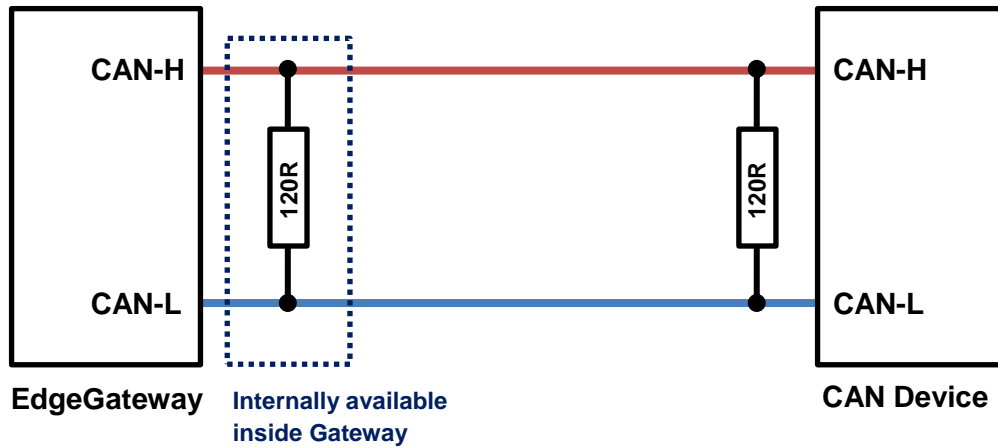 CAN-H
CAN-H
120R
120R
CAN-L
CAN-L
EdgeGateway
Internally available
inside Gateway
CAN Device